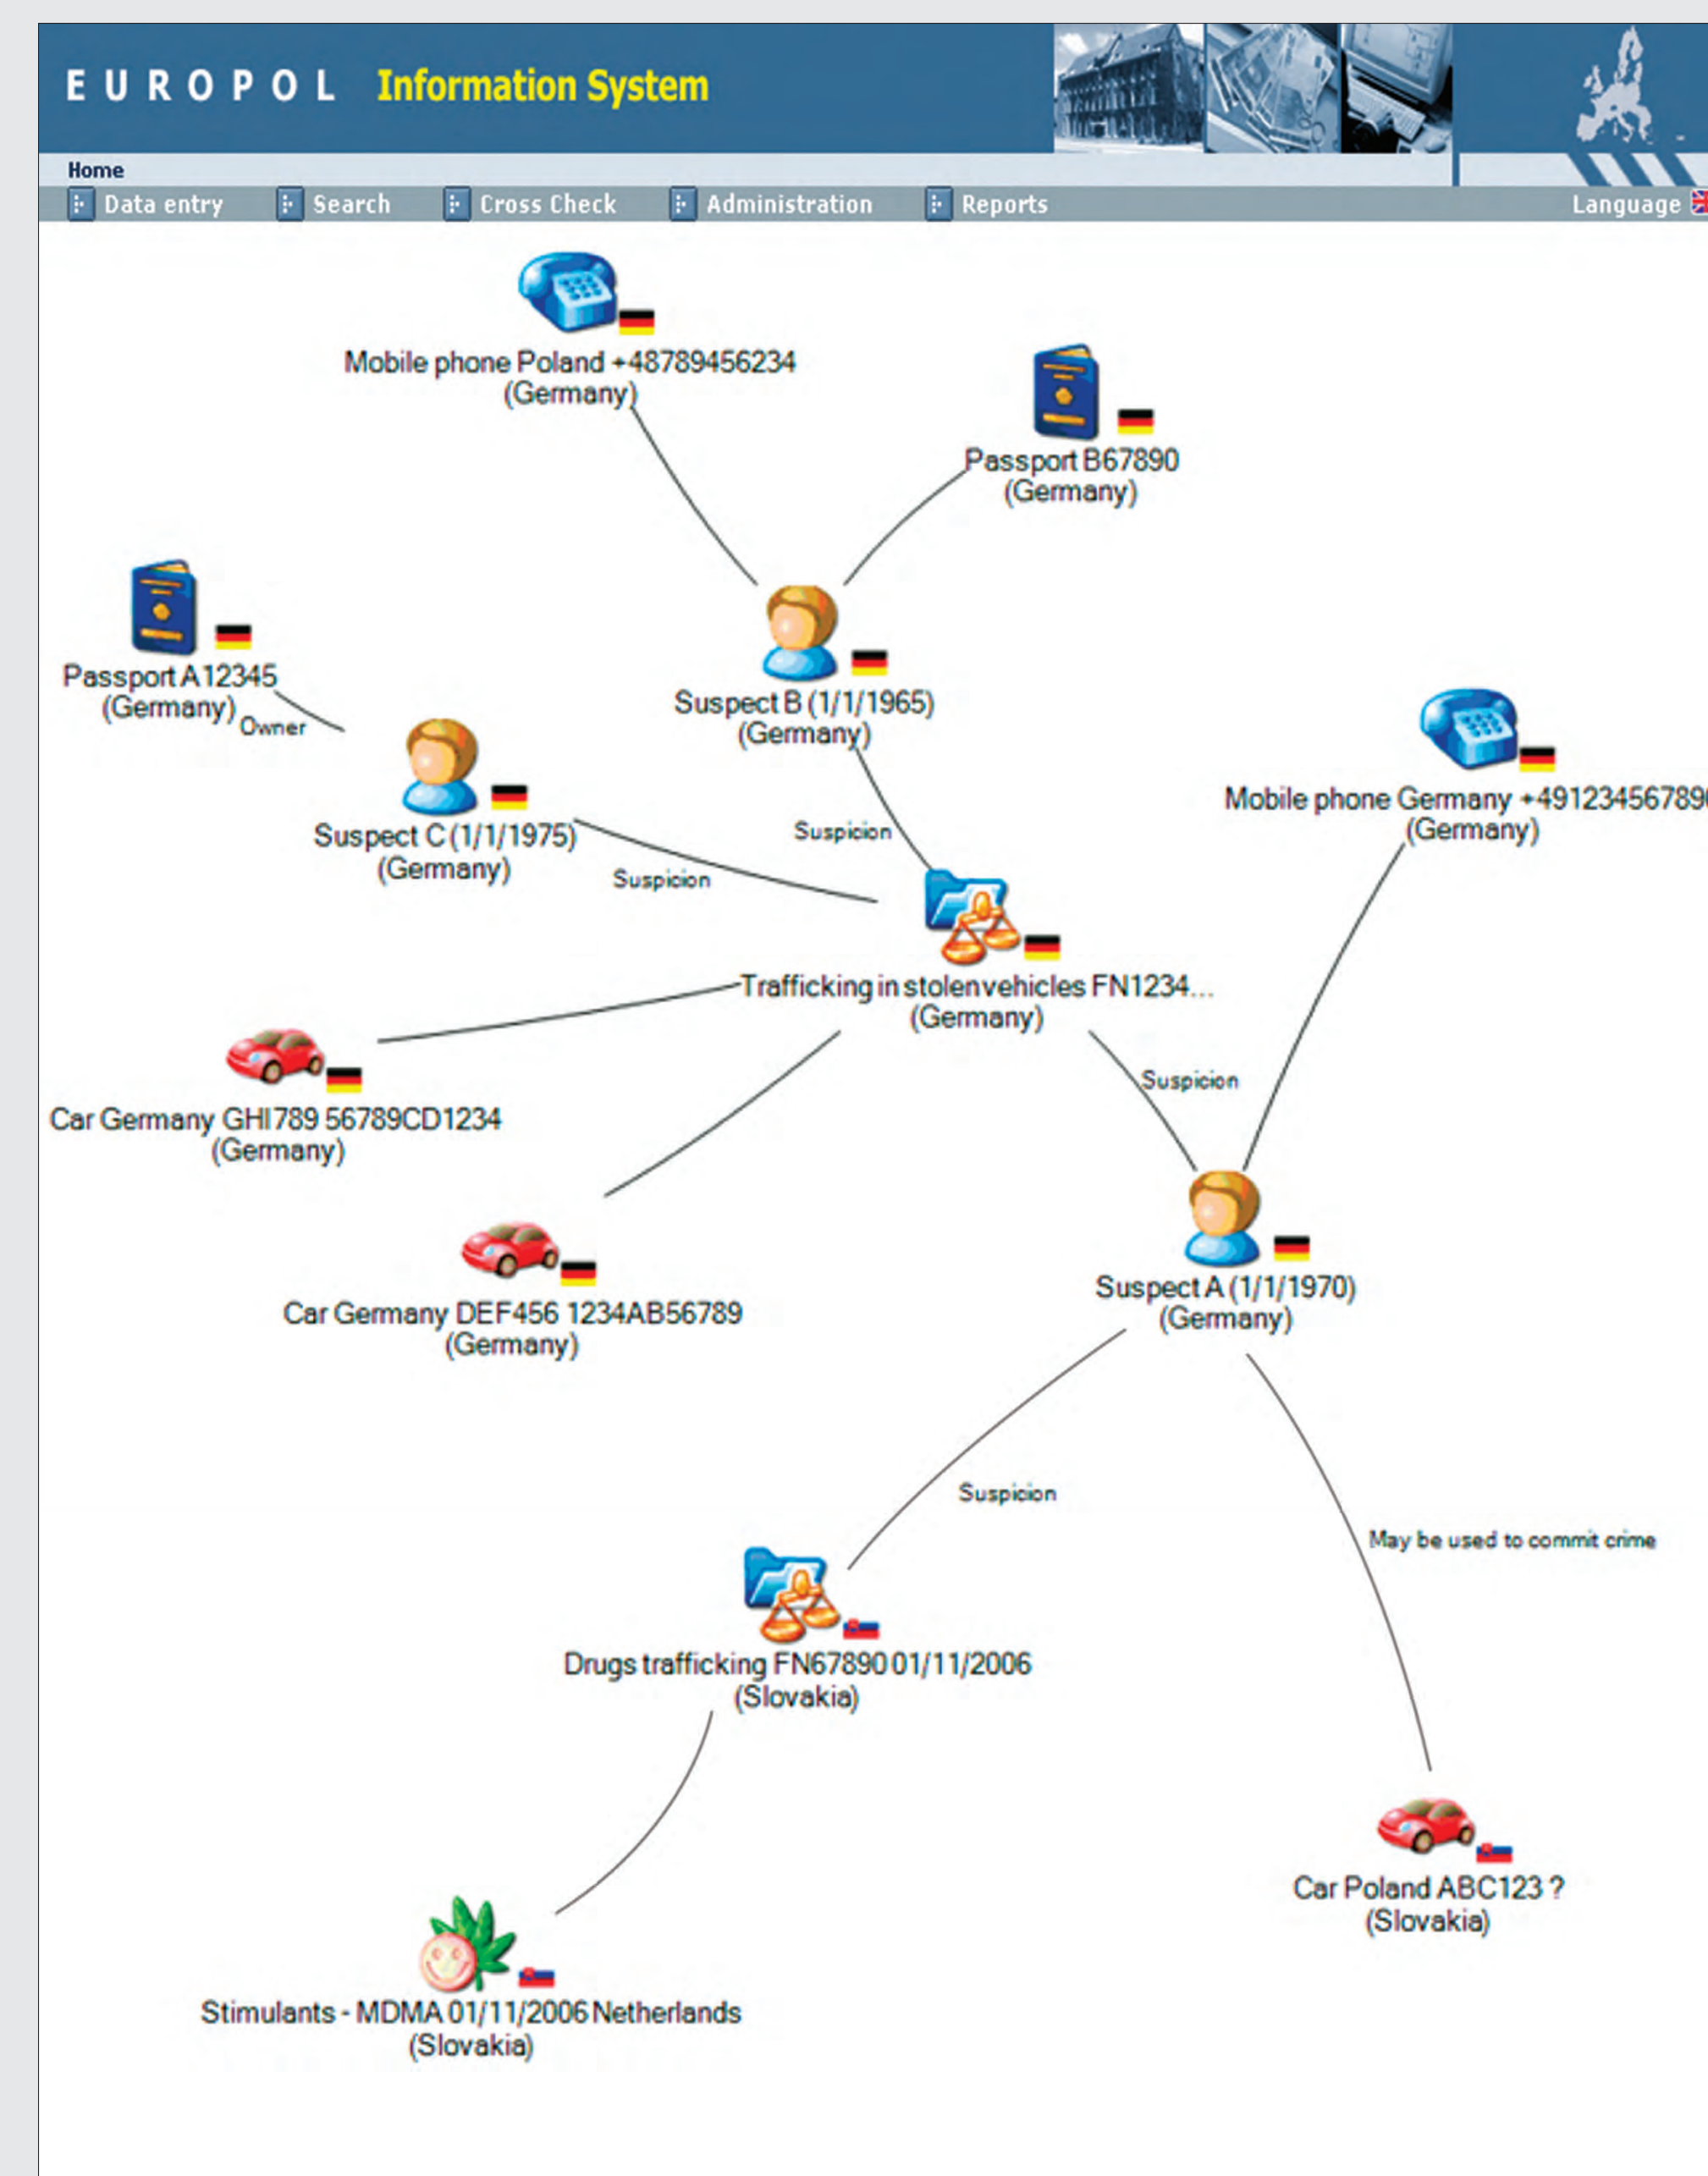 EUROPOL Information System
Home
Data entry Search Cross Check Administration Reports Language
Mobile phone Poland +48789456234
(Germany)
Passport B67890
(Germany)
Passport A12345
(Germany)
Owner
Suspect B (1/1/1965)
(Germany)
Suspect C (1/1/1975)
(Germany)
Mobile phone Germany +49123456789
(Germany)
Suspicion
Suspicion
Trafficking in stolen vehicles FN1234...
(Germany)
Car Germany GHI789 56789CD1234
(Germany)
Suspicion
Car Germany DEF456 1234AB56789
(Germany)
Suspect A (1/1/1970)
(Germany)
Suspicion
May be used to commit crime
Drugs trafficking FN67890 01/11/2006
(Slovakia)
Car Poland ABC123 ?
(Slovakia)
Stimulants - MDMA 01/11/2006 Netherlands
(Slovakia)